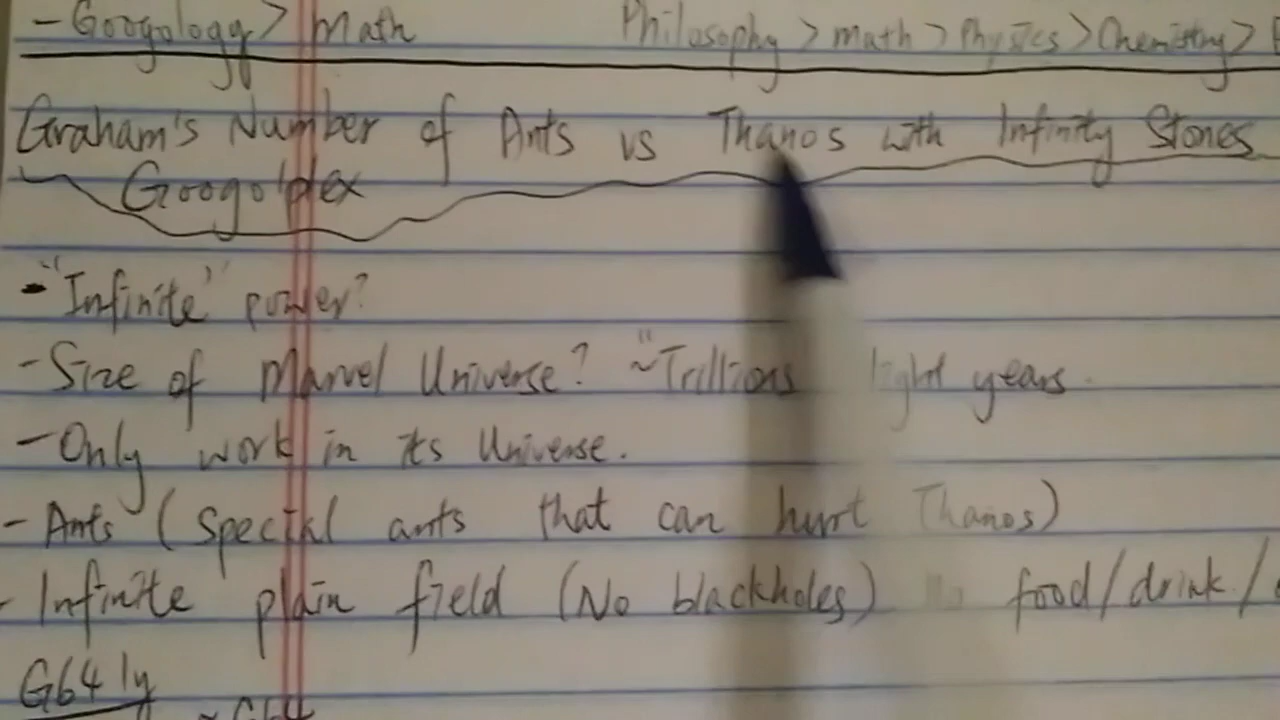 - Googology > Math Philosophy > math > Physics > Chemistry >
Graham's Number of Ants vs Thanos with Infinity Stones
Googolplex
- "Infinite" power?
- Size of Marvel Universe? ~"Trillions light years.
- Only work in its Universe.
- Ants (Special ants that can hurt Thanos)
- Infinite plain field (No blackholes) food/drink/
G64 ly
~ G64